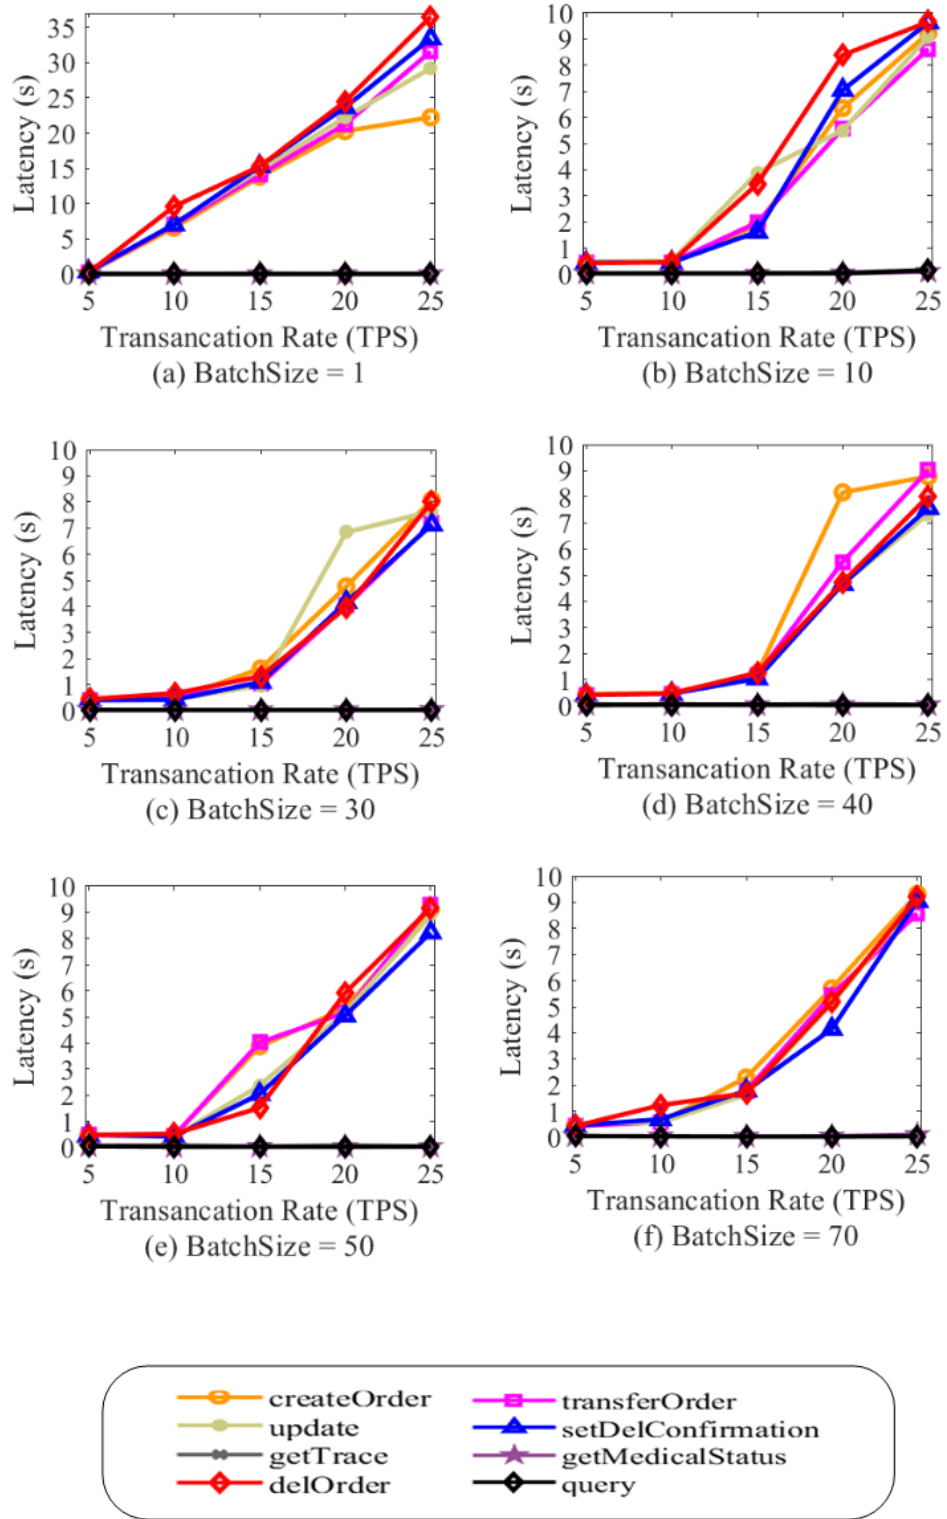 35
30
25
20
15
10
5
0
Latency (s)
5 10 15 20 25
Transancation Rate (TPS)
(a) BatchSize = 1
10
9
8
7
6
5
4
3
2
1
0
Latency (s)
5 10 15 20 25
Transancation Rate (TPS)
(b) BatchSize = 10
10
9
8
7
6
5
4
3
2
1
0
Latency (s)
5 10 15 20 25
Transancation Rate (TPS)
(c) BatchSize = 30
10
9
8
7
6
5
4
3
2
1
0
Latency (s)
5 10 15 20 25
Transancation Rate (TPS)
(d) BatchSize = 40
10
9
8
7
6
5
4
3
2
1
0
Latency (s)
5 10 15 20 25
Transancation Rate (TPS)
(e) BatchSize = 50
10
9
8
7
6
5
4
3
2
1
0
Latency (s)
5 10 15 20 25
Transancation Rate (TPS)
(f) BatchSize = 70
createOrder
update
getTrace
delOrder
transferOrder
setDelConfirmation
getMedicalStatus
query